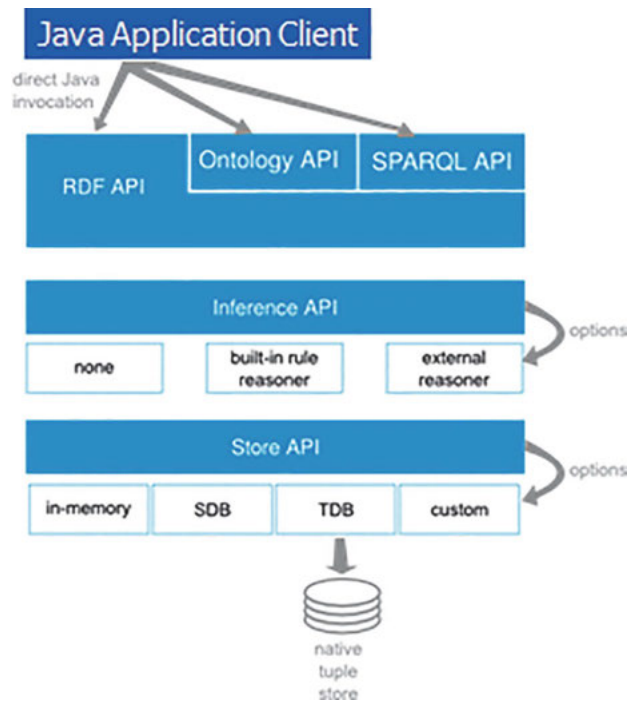 Java Application Client
direct Java
invocation
RDF API
Ontology API
SPARQL API
Inference API
options
none
built-in rule
reasoner
external
reasoner
Store API
options
in-memory
SDB
TDB
custom
native
tuple
store